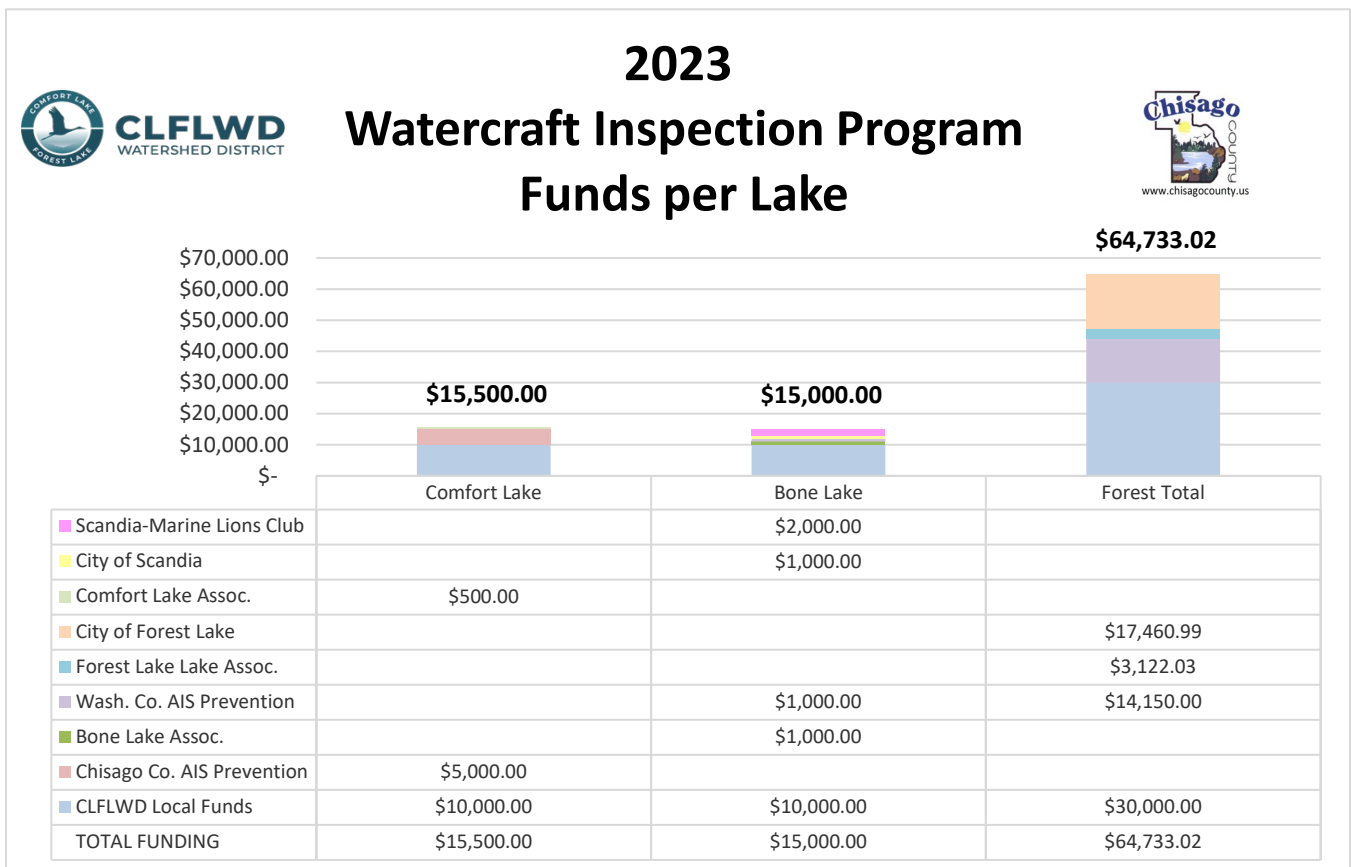 2023
Watercraft Inspection Program
Funds per Lake
COMFORT LAKE
FOREST LAKE
CLFLWD
WATERSHED DISTRICT
Chisago
COUNTY
www.chisagocounty.us
$70,000.00
$60,000.00
$50,000.00
$40,000.00
$30,000.00
$20,000.00
$10,000.00
$-
$15,500.00
$15,000.00
$64,733.02
Comfort Lake Bone Lake Forest Total
Scandia-Marine Lions Club $2,000.00
City of Scandia $1,000.00
Comfort Lake Assoc. $500.00
City of Forest Lake $17,460.99
Forest Lake Lake Assoc. $3,122.03
Wash. Co. AIS Prevention $1,000.00 $14,150.00
Bone Lake Assoc. $1,000.00
Chisago Co. AIS Prevention $5,000.00
CLFLWD Local Funds $10,000.00 $10,000.00 $30,000.00
TOTAL FUNDING $15,500.00 $15,000.00 $64,733.02